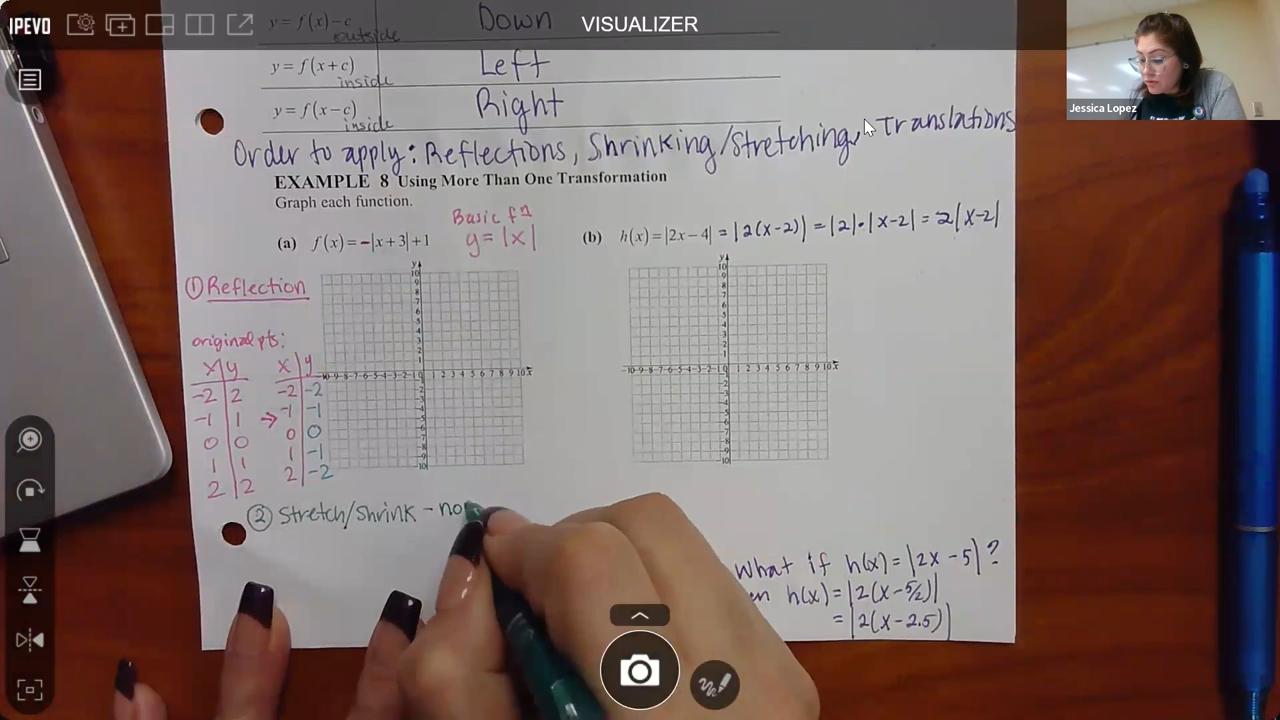 IPEVO
VISUALIZER
Jessica Lopez
y = f(x)−c
outside
Down
y = f(x+c)
inside
Left
y = f(x−c)
inside
Right
Order to apply: Reflections, Shrinking/Stretching, Translations
EXAMPLE 8 Using More Than One Transformation
Graph each function.
Basic fn
(a) f(x)=−|x+3|+1 y=|x|
(b) h(x)=|2x−4| = |2(x−2)| = |2|·|x−2| = 2|x−2|
① Reflection
original pts:
x | y
-2 | 2
-1 | 1
0 | 0
1 | 1
2 | 2
→
x | y
-2 | -2
-1 | -1
0 | 0
1 | -1
2 | -2
② Stretch/Shrink - no
What if h(x) = |2x − 5| ?
h(x) = |2(x − 5/2)|
= |2(x − 2.5)|